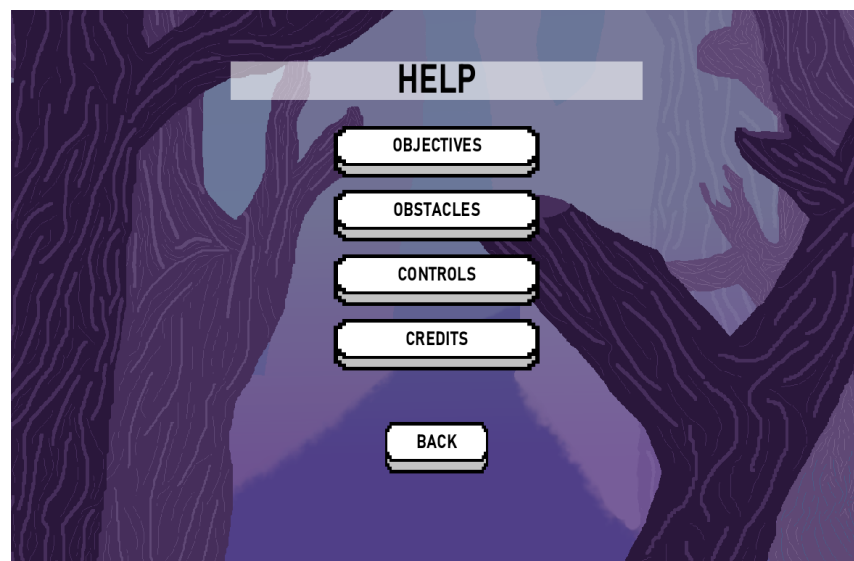 HELP
OBJECTIVES
OBSTACLES
CONTROLS
CREDITS
BACK